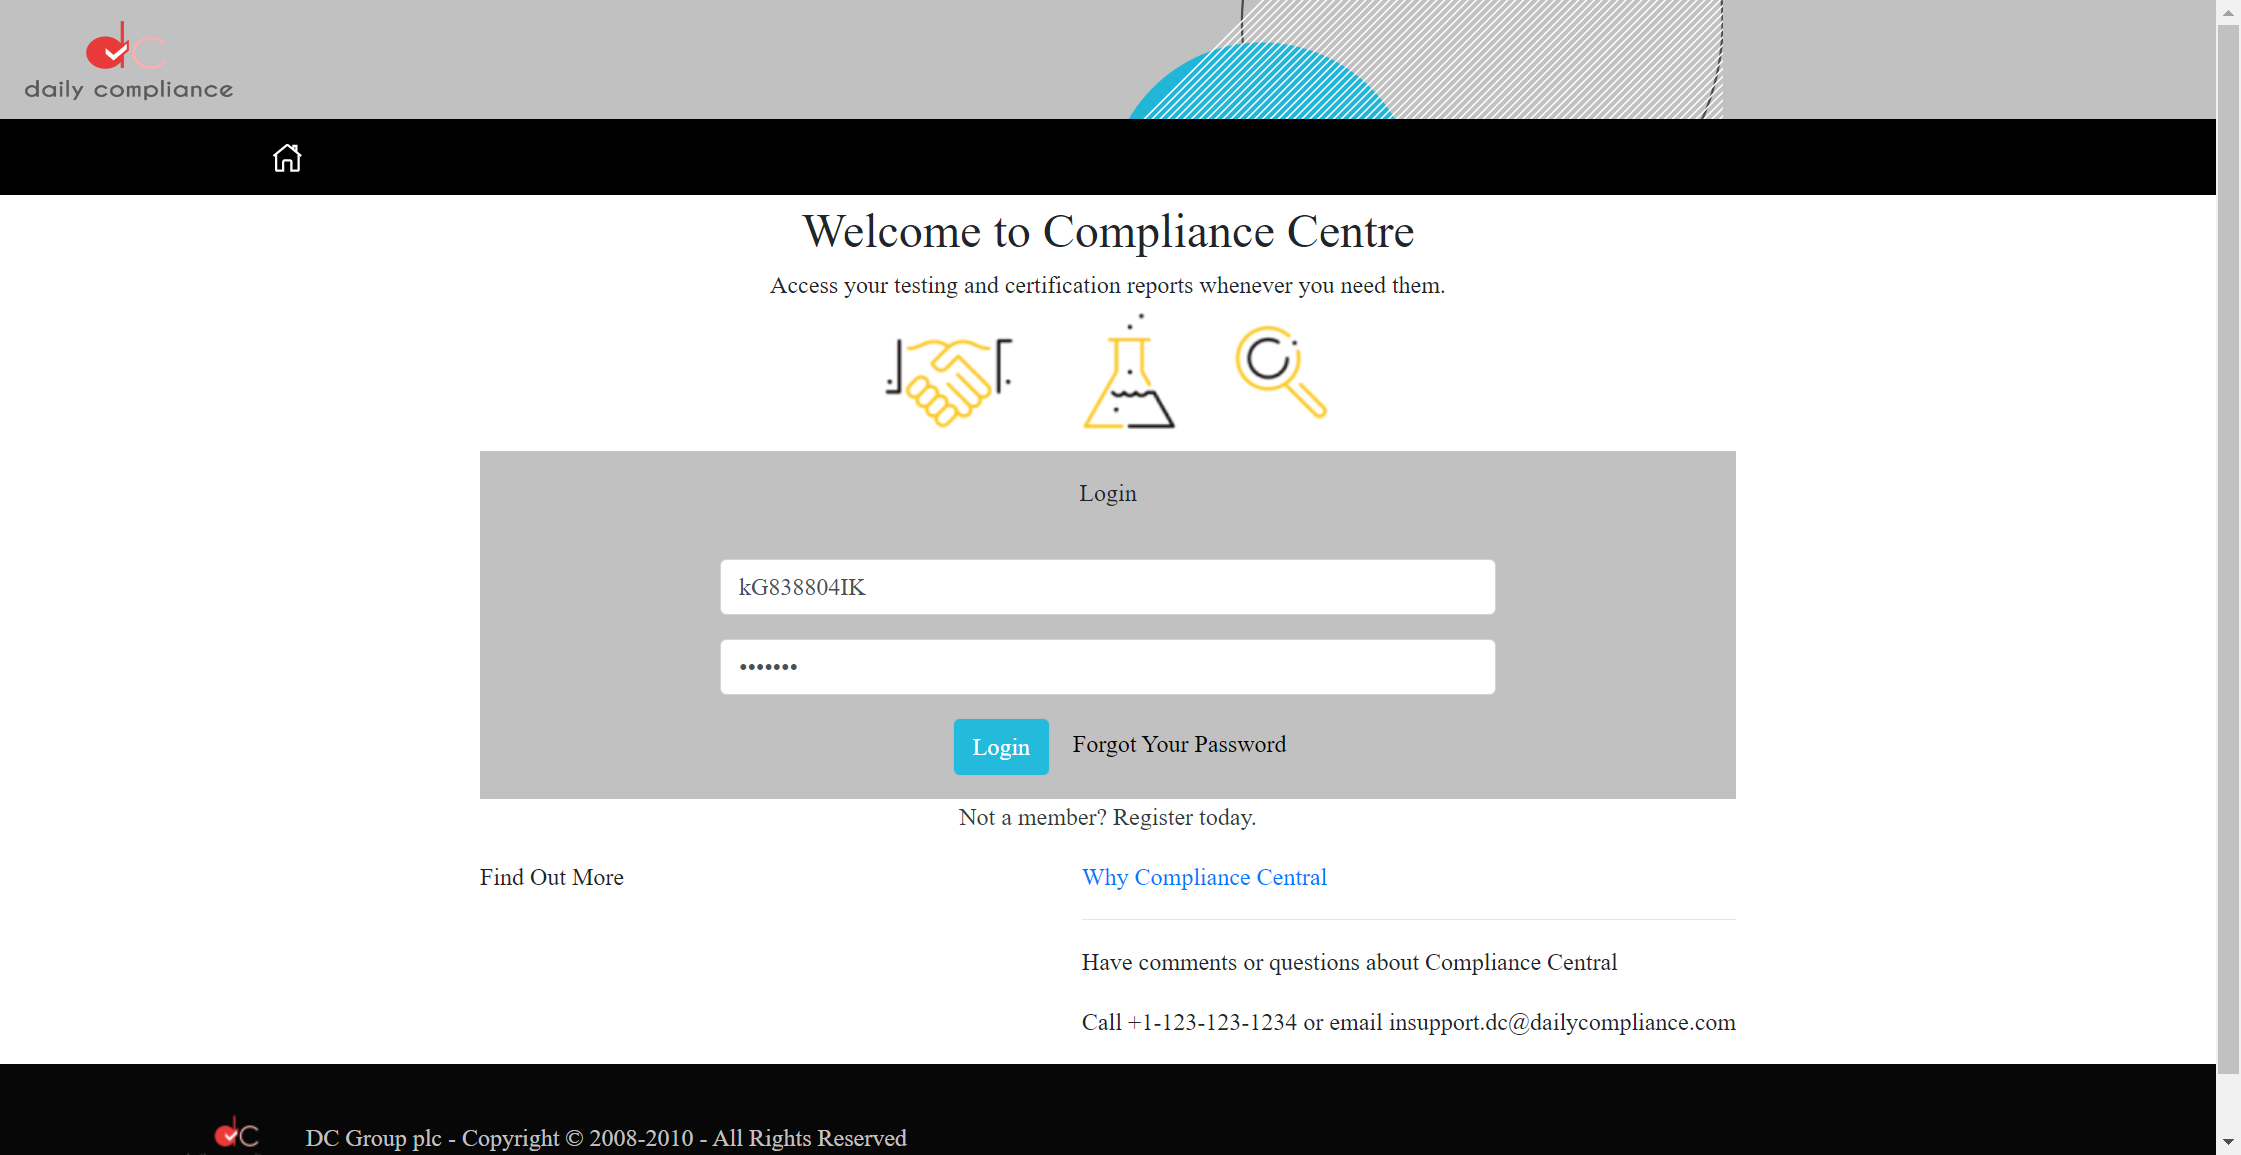 dc
daily compliance
Welcome to Compliance Centre
Access your testing and certification reports whenever you need them.
Login
kG838804IK
•••••••
Login Forgot Your Password
Not a member? Register today.
Find Out More
Why Compliance Central
Have comments or questions about Compliance Central
Call +1-123-123-1234 or email insupport.dc@dailycompliance.com
dc
DC Group plc - Copyright © 2008-2010 - All Rights Reserved